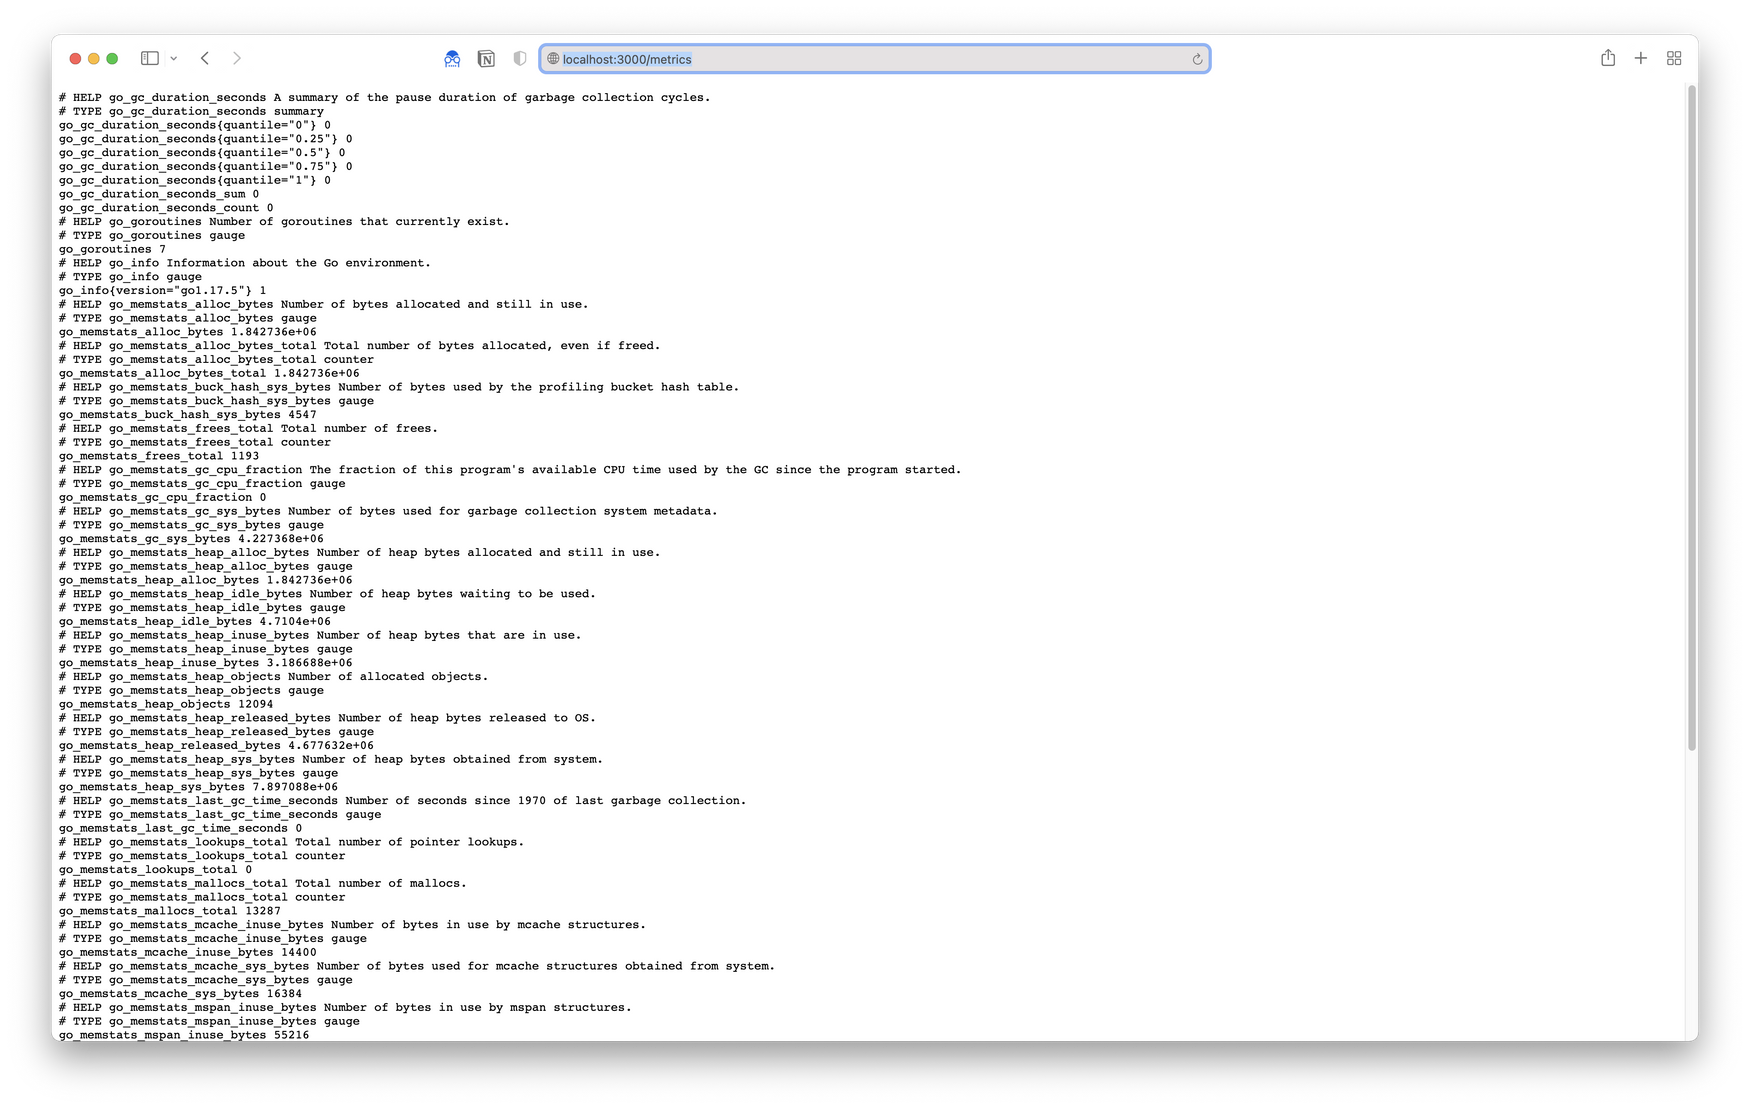 localhost:3000/metrics
# HELP go_gc_duration_seconds A summary of the pause duration of garbage collection cycles.
# TYPE go_gc_duration_seconds summary
go_gc_duration_seconds{quantile="0"} 0
go_gc_duration_seconds{quantile="0.25"} 0
go_gc_duration_seconds{quantile="0.5"} 0
go_gc_duration_seconds{quantile="0.75"} 0
go_gc_duration_seconds{quantile="1"} 0
go_gc_duration_seconds_sum 0
go_gc_duration_seconds_count 0
# HELP go_goroutines Number of goroutines that currently exist.
# TYPE go_goroutines gauge
go_goroutines 7
# HELP go_info Information about the Go environment.
# TYPE go_info gauge
go_info{version="go1.17.5"} 1
# HELP go_memstats_alloc_bytes Number of bytes allocated and still in use.
# TYPE go_memstats_alloc_bytes gauge
go_memstats_alloc_bytes 1.842736e+06
# HELP go_memstats_alloc_bytes_total Total number of bytes allocated, even if freed.
# TYPE go_memstats_alloc_bytes_total counter
go_memstats_alloc_bytes_total 1.842736e+06
# HELP go_memstats_buck_hash_sys_bytes Number of bytes used by the profiling bucket hash table.
# TYPE go_memstats_buck_hash_sys_bytes gauge
go_memstats_buck_hash_sys_bytes 4547
# HELP go_memstats_frees_total Total number of frees.
# TYPE go_memstats_frees_total counter
go_memstats_frees_total 1193
# HELP go_memstats_gc_cpu_fraction The fraction of this program's available CPU time used by the GC since the program started.
# TYPE go_memstats_gc_cpu_fraction gauge
go_memstats_gc_cpu_fraction 0
# HELP go_memstats_gc_sys_bytes Number of bytes used for garbage collection system metadata.
# TYPE go_memstats_gc_sys_bytes gauge
go_memstats_gc_sys_bytes 4.227368e+06
# HELP go_memstats_heap_alloc_bytes Number of heap bytes allocated and still in use.
# TYPE go_memstats_heap_alloc_bytes gauge
go_memstats_heap_alloc_bytes 1.842736e+06
# HELP go_memstats_heap_idle_bytes Number of heap bytes waiting to be used.
# TYPE go_memstats_heap_idle_bytes gauge
go_memstats_heap_idle_bytes 4.7104e+06
# HELP go_memstats_heap_inuse_bytes Number of heap bytes that are in use.
# TYPE go_memstats_heap_inuse_bytes gauge
go_memstats_heap_inuse_bytes 3.186688e+06
# HELP go_memstats_heap_objects Number of allocated objects.
# TYPE go_memstats_heap_objects gauge
go_memstats_heap_objects 12094
# HELP go_memstats_heap_released_bytes Number of heap bytes released to OS.
# TYPE go_memstats_heap_released_bytes gauge
go_memstats_heap_released_bytes 4.677632e+06
# HELP go_memstats_heap_sys_bytes Number of heap bytes obtained from system.
# TYPE go_memstats_heap_sys_bytes gauge
go_memstats_heap_sys_bytes 7.897088e+06
# HELP go_memstats_last_gc_time_seconds Number of seconds since 1970 of last garbage collection.
# TYPE go_memstats_last_gc_time_seconds gauge
go_memstats_last_gc_time_seconds 0
# HELP go_memstats_lookups_total Total number of pointer lookups.
# TYPE go_memstats_lookups_total counter
go_memstats_lookups_total 0
# HELP go_memstats_mallocs_total Total number of mallocs.
# TYPE go_memstats_mallocs_total counter
go_memstats_mallocs_total 13287
# HELP go_memstats_mcache_inuse_bytes Number of bytes in use by mcache structures.
# TYPE go_memstats_mcache_inuse_bytes gauge
go_memstats_mcache_inuse_bytes 14400
# HELP go_memstats_mcache_sys_bytes Number of bytes used for mcache structures obtained from system.
# TYPE go_memstats_mcache_sys_bytes gauge
go_memstats_mcache_sys_bytes 16384
# HELP go_memstats_mspan_inuse_bytes Number of bytes in use by mspan structures.
# TYPE go_memstats_mspan_inuse_bytes gauge
go_memstats_mspan_inuse_bytes 55216